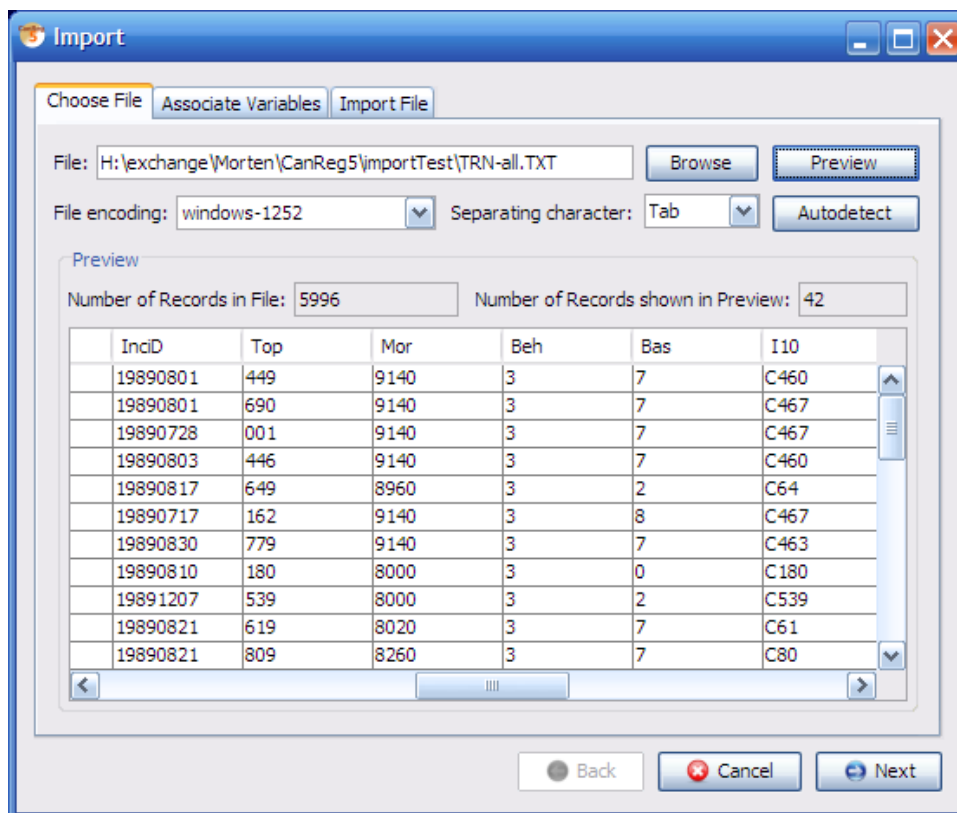 Import
Choose File Associate Variables Import File
File: H:\exchange\Morten\CanReg5\importTest\TRN-all.TXT Browse Preview
File encoding: windows-1252 Separating character: Tab Autodetect
Preview
Number of Records in File: 5996 Number of Records shown in Preview: 42
InciD Top Mor Beh Bas I10
19890801 449 9140 3 7 C460
19890801 690 9140 3 7 C467
19890728 001 9140 3 7 C467
19890803 446 9140 3 7 C460
19890817 649 8960 3 2 C64
19890717 162 9140 3 8 C467
19890830 779 9140 3 7 C463
19890810 180 8000 3 0 C180
19891207 539 8000 3 2 C539
19890821 619 8020 3 7 C61
19890821 809 8260 3 7 C80
Back Cancel Next